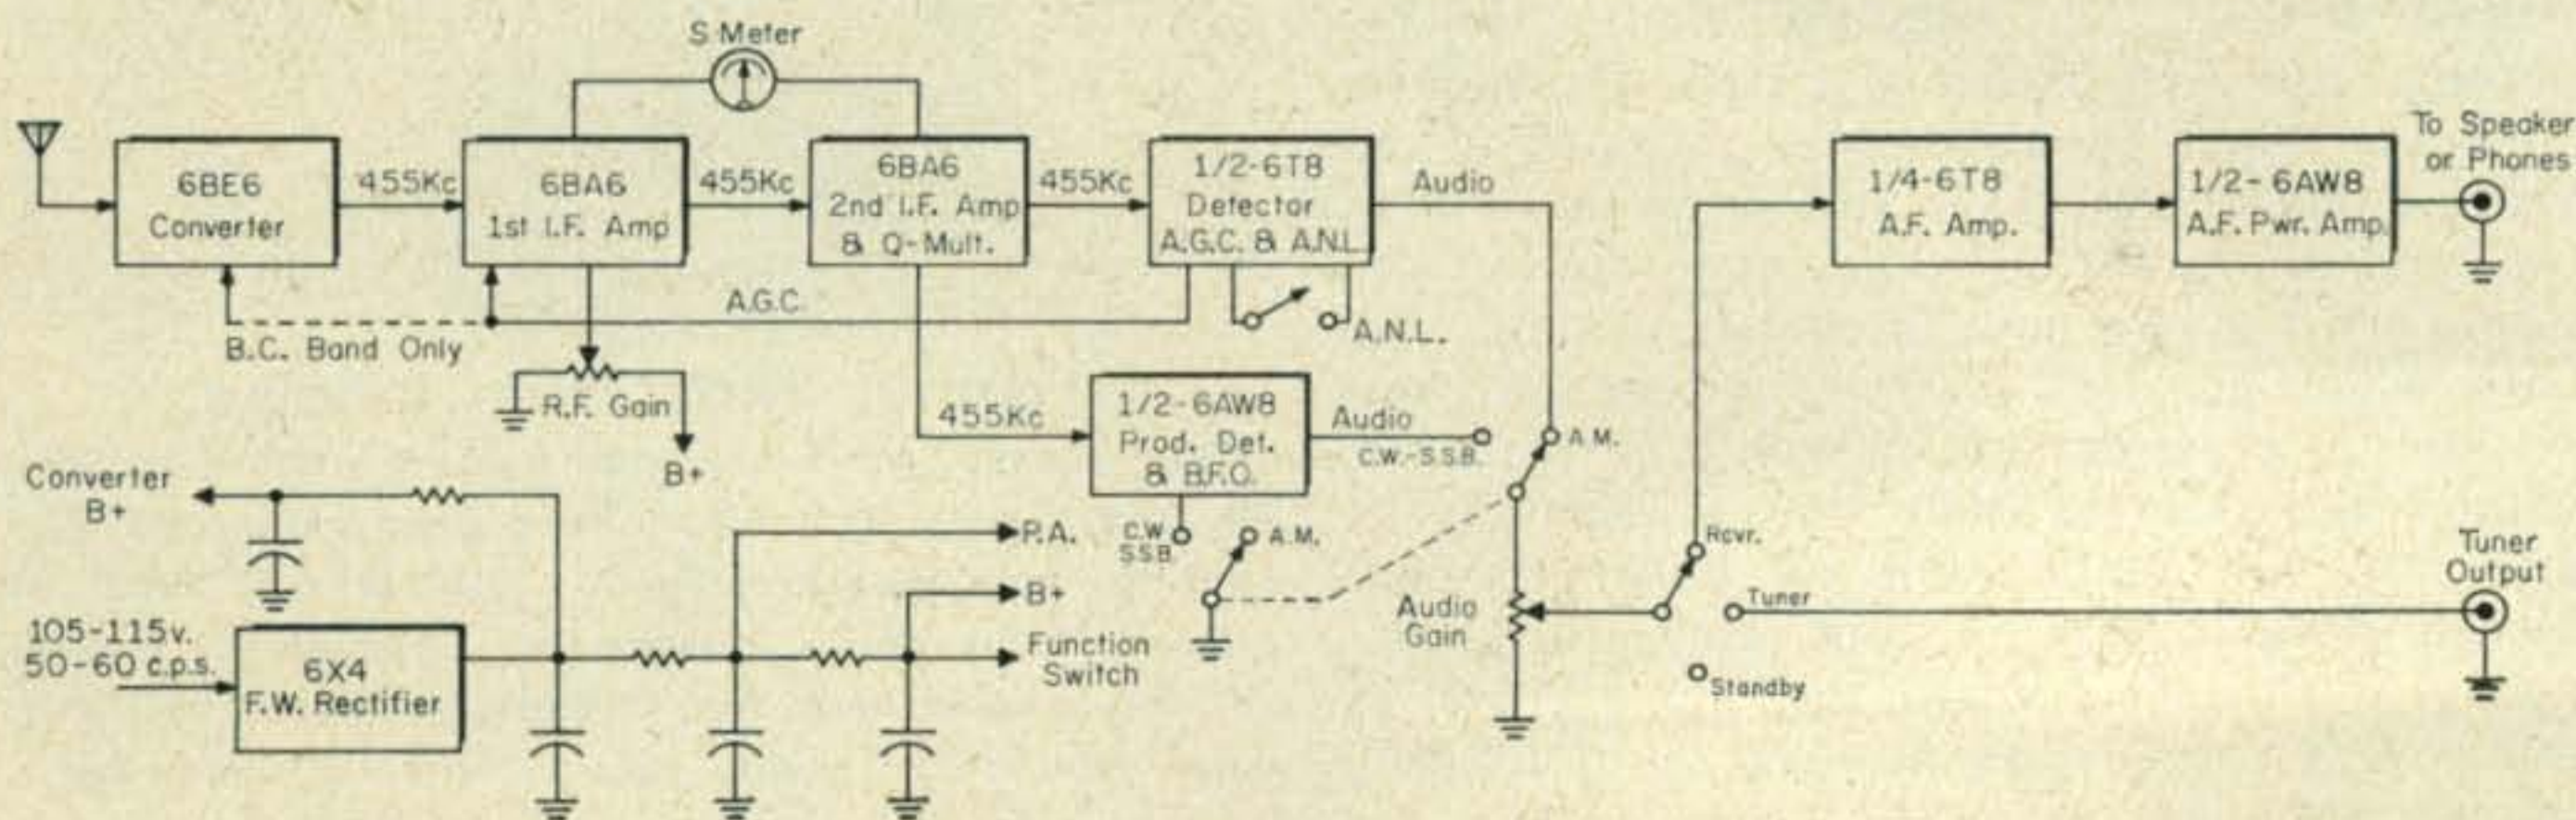 S Meter
6BE6
Converter
455Kc
6BA6
1st I.F. Amp
455Kc
6BA6
2nd I.F. Amp
& Q-Mult.
455Kc
1/2-6T8
Detector
A.G.C. & A.N.L.
Audio
1/4-6T8
A.F. Amp.
1/2-6AW8
A.F. Pwr. Amp.
To Speaker
or Phones
A.G.C.
B.C. Band Only
A.N.L.
R.F. Gain
B+
455Kc
1/2-6AW8
Prod. Det.
& B.F.O.
Audio
C.W.-S.S.B.
A.M.
Converter
B+
P.A.
C.W.
S.S.B.
A.M.
B+
Function
Switch
Audio
Gain
Rcvr.
Tuner
Standby
Tuner
Output
105-115v.
50-60 c.p.s.
6X4
F.W. Rectifier